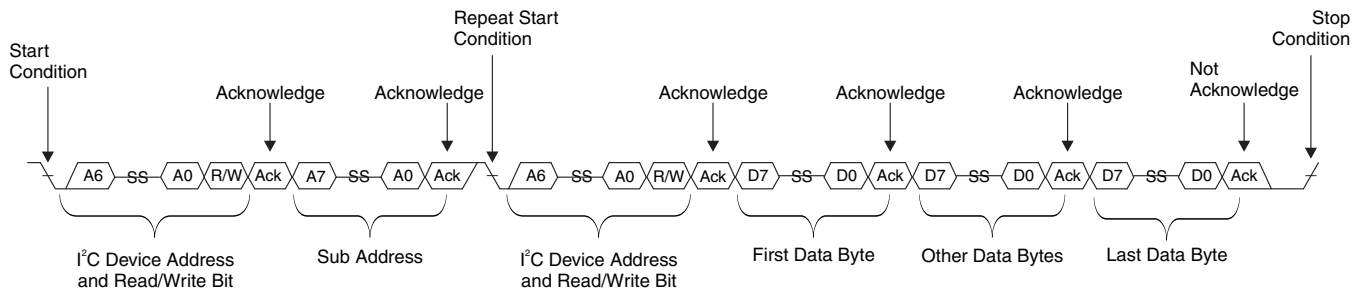 Repeat Start
Condition
Stop
Condition
Start
Condition
Not
Acknowledge
Acknowledge
Acknowledge
Acknowledge
Acknowledge
Acknowledge
A6 SS A0 R/W Ack A7 SS A0 Ack A6 SS A0 R/W Ack D7 SS D0 Ack D7 SS D0 Ack D7 SS D0 Ack
I²C Device Address
and Read/Write Bit
Sub Address
I²C Device Address
and Read/Write Bit
First Data Byte
Other Data Bytes
Last Data Byte